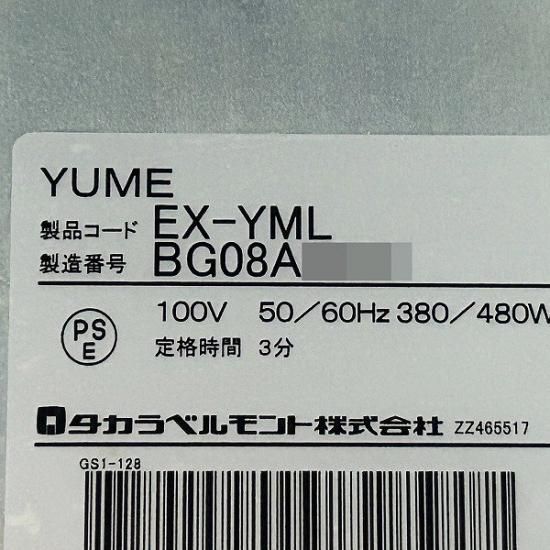 YUME
製品コード EX-YML
製造番号 BG08A
PSE
100V 50/60Hz 380/480W
定格時間 3分
タカラベルモント株式会社 ZZ465517
GS1-128